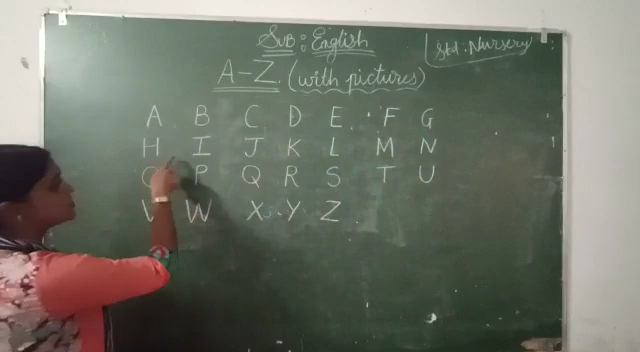 Sub: English
Std. Nursery
A-Z. (with pictures)
A B C D E F G
H I J K L M N
O P Q R S T U
V W X Y Z